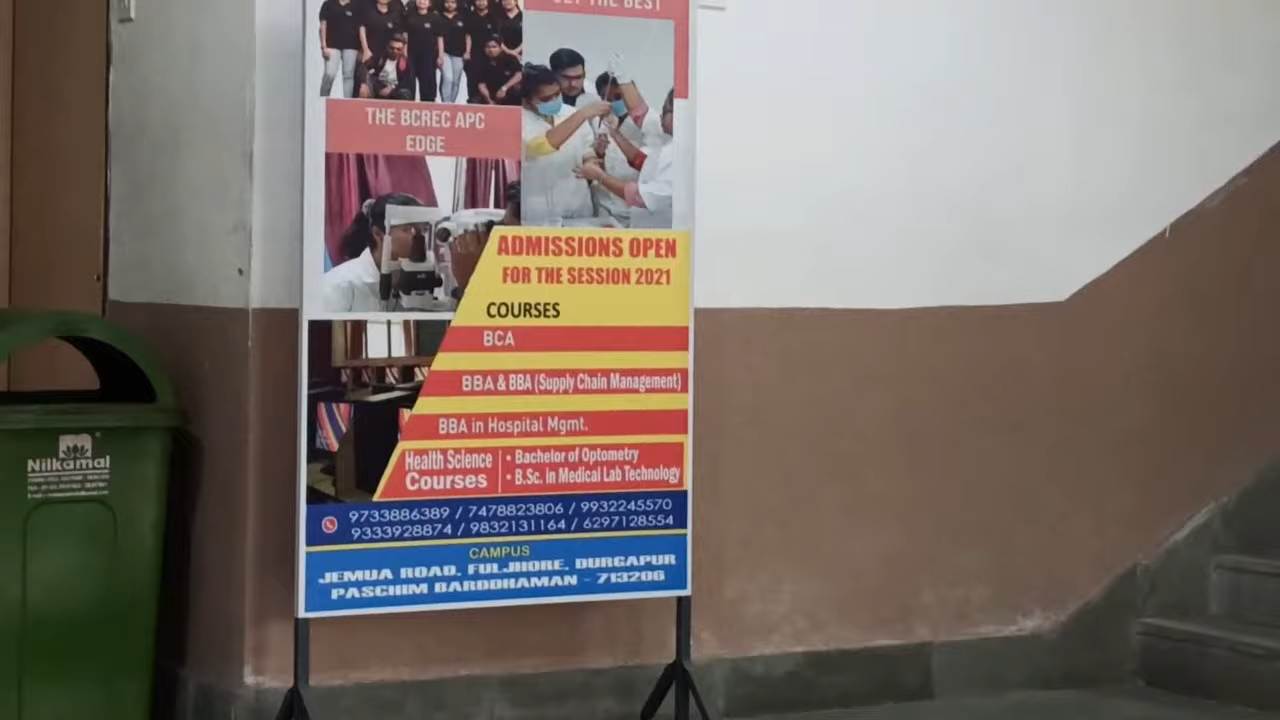 GET THE BEST
THE BCREC APC
EDGE
ADMISSIONS OPEN
FOR THE SESSION 2021
COURSES
BCA
BBA & BBA (Supply Chain Management)
BBA in Hospital Mgmt.
Health Science
Courses
• Bachelor of Optometry
• B.Sc. in Medical Lab Technology
9733886389 / 7478823806 / 9932245570
9333928874 / 9832131164 / 6297128554
CAMPUS
JEMUA ROAD, FULJHORE, DURGAPUR
PASCHIM BARDDHAMAN - 713206
Nilkamal